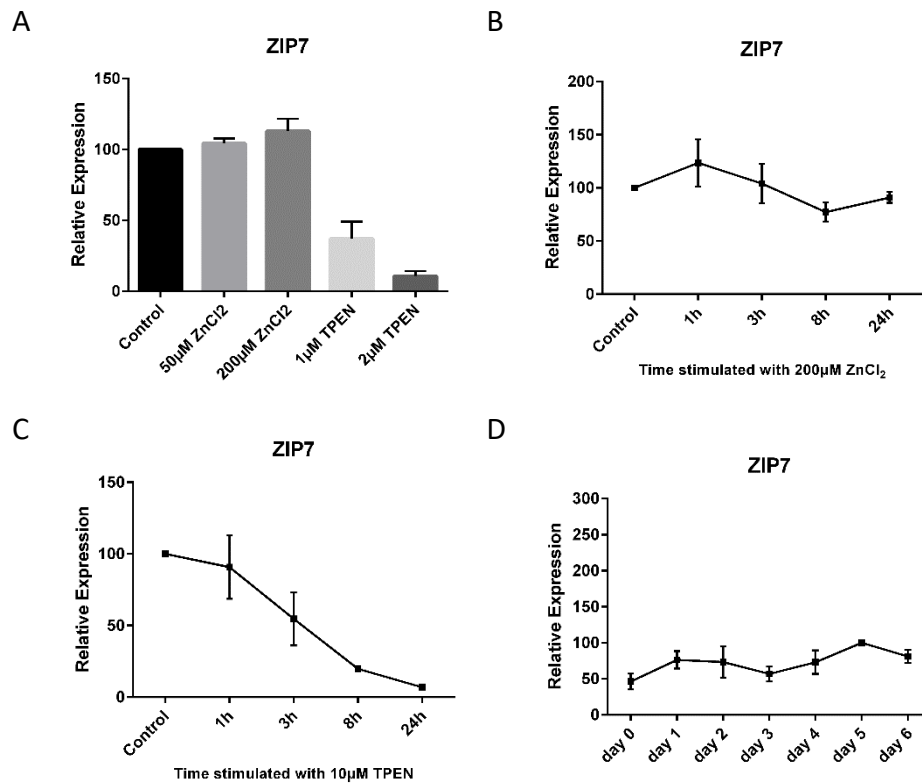 A
ZIP7
Relative Expression
150
100
50
0
Control
50µM ZnCl2
200µM ZnCl2
1µM TPEN
2µM TPEN
B
ZIP7
Relative Expression
200
150
100
50
0
Control
1h
3h
8h
24h
Time stimulated with 200µM ZnCl₂
C
ZIP7
Relative Expression
150
100
50
0
Control
1h
3h
8h
24h
Time stimulated with 10µM TPEN
D
ZIP7
Relative Expression
300
250
200
150
100
50
0
day 0
day 1
day 2
day 3
day 4
day 5
day 6